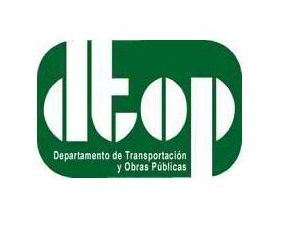 dtop
Departamento de Transportación
y Obras Públicas